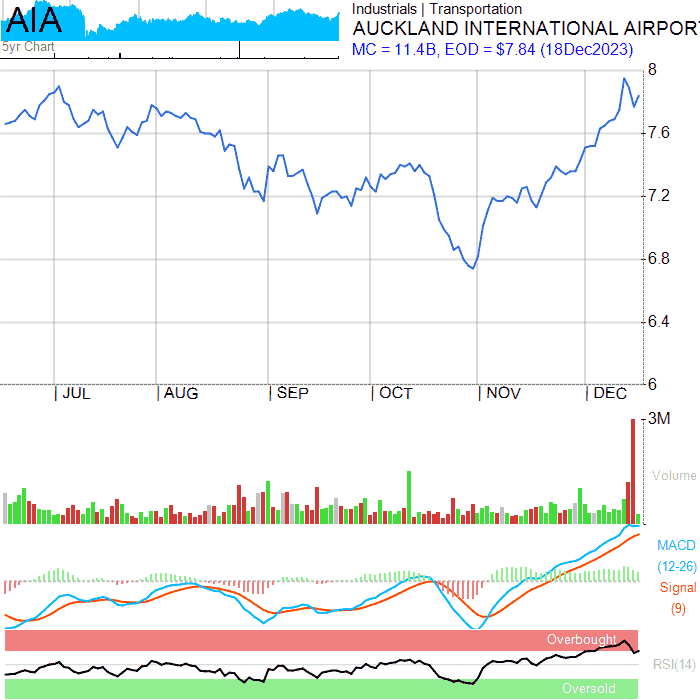 AIA
5yr Chart
Industrials | Transportation
AUCKLAND INTERNATIONAL AIRPORT
MC = 11.4B, EOD = $7.84 (18Dec2023)
8
7.6
7.2
6.8
6.4
6
| JUL | AUG | SEP | OCT | NOV | DEC
3M
Volume
MACD
(12-26)
Signal
(9)
Overbought
RSI(14)
Oversold